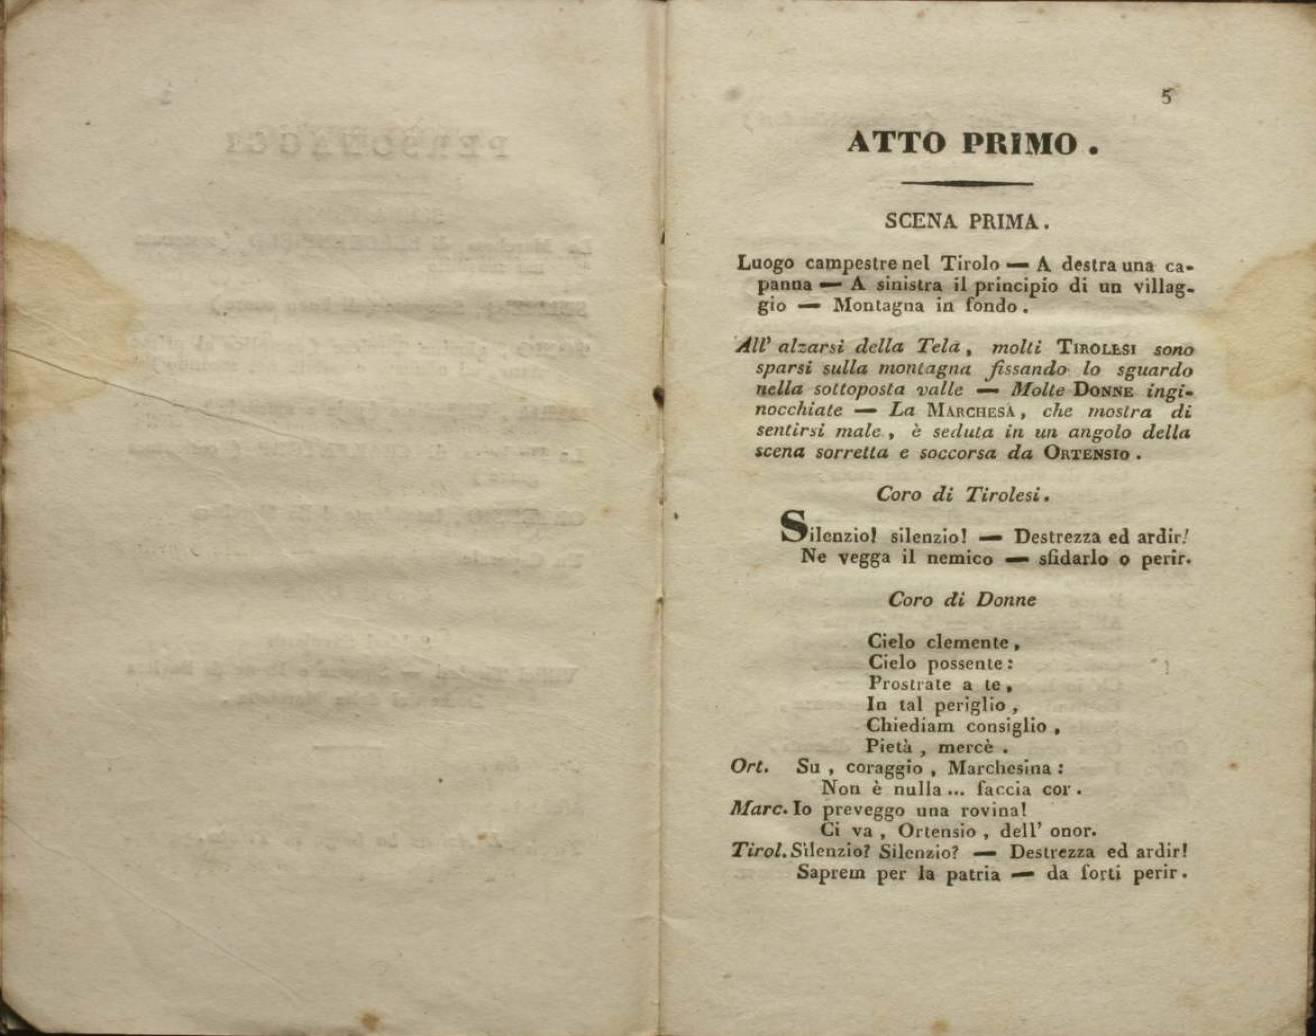 5
ATTO PRIMO.
SCENA PRIMA.
Luogo campestre nel Tirolo — A destra una ca-
panna — A sinistra il principio di un villag-
gio — Montagna in fondo.
All' alzarsi della Tela, molti TIROLESI sono
sparsi sulla montagna fissando lo sguardo
nella sottoposta valle — Molte DONNE ingi-
nocchiate — La MARCHESA, che mostra di
sentirsi male, è seduta in un angolo della
scena sorretta e soccorsa da ORTENSIO.
Coro di Tirolesi.
Silenzio! silenzio! — Destrezza ed ardir!
Ne vegga il nemico — sfidarlo o perir.
Coro di Donne
Cielo clemente,
Cielo possente:
Prostrate a te,
In tal periglio,
Chiediam consiglio,
Pietà, mercè.
Ort. Su, coraggio, Marchesina:
Non è nulla... faccia cor.
Marc. Io preveggo una rovina!
Ci va, Ortensio, dell' onor.
Tirol. Silenzio? Silenzio? — Destrezza ed ardir!
Saprem per la patria — da forti perir.